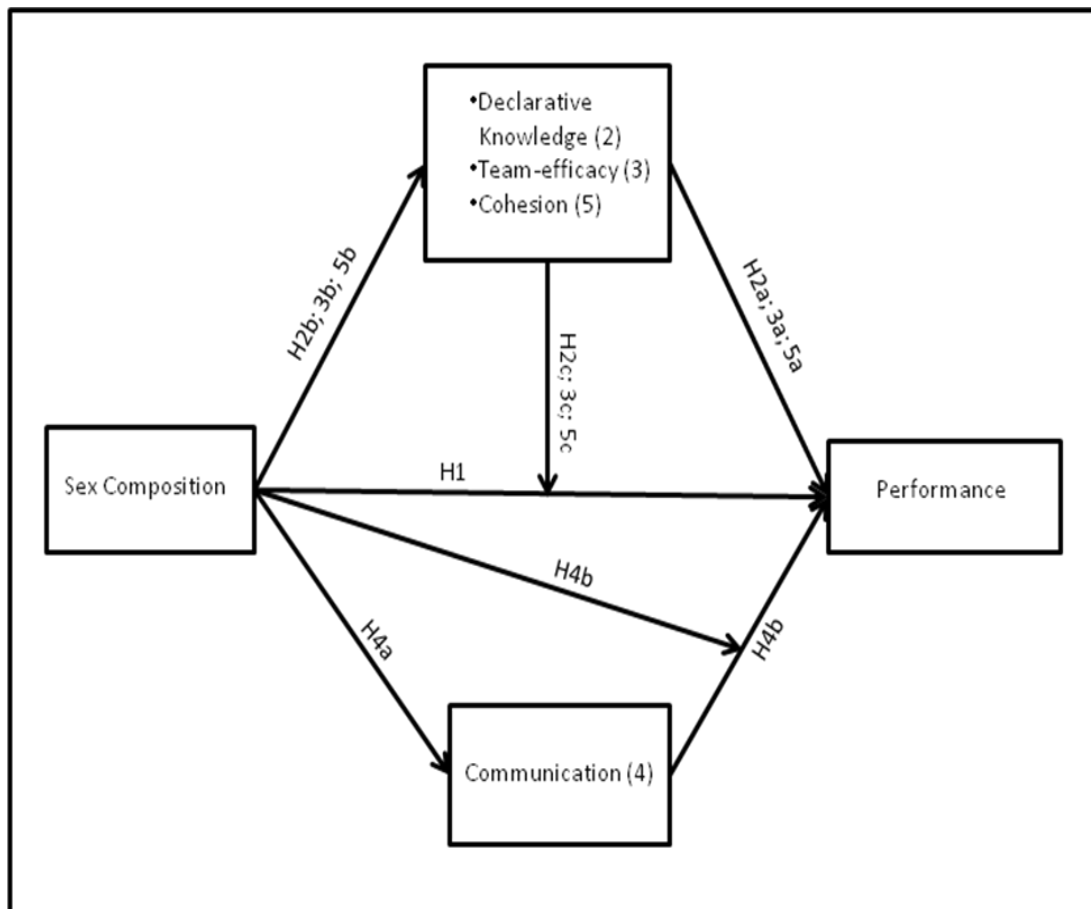 •Declarative
Knowledge (2)
•Team-efficacy (3)
•Cohesion (5)
H2b; 3b; 5b
H2a; 3a; 5a
H2c; 3c; 5c
Sex Composition
H1
Performance
H4b
H4a
H4b
Communication (4)